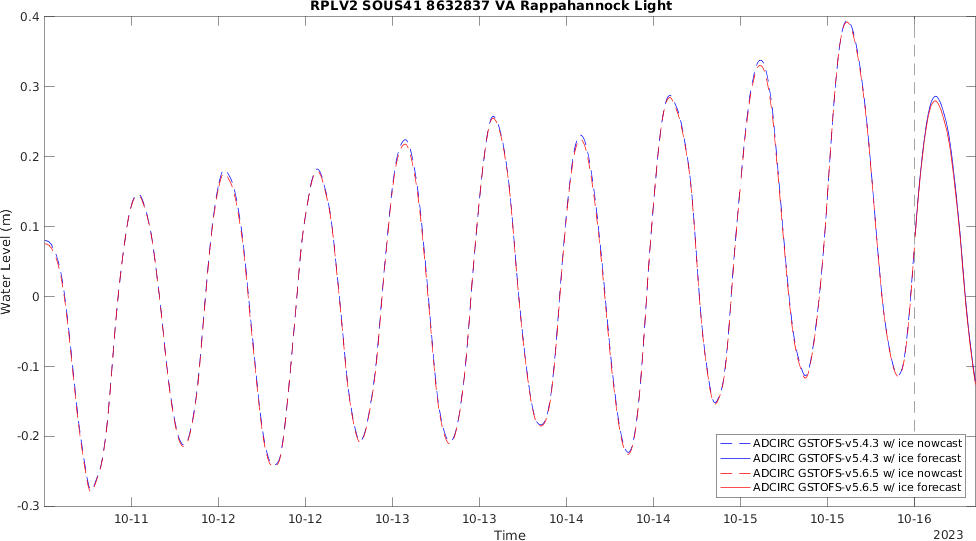 RPLV2 SOUS41 8632837 VA Rappahannock Light
0.4
0.3
0.2
0.1
0
-0.1
-0.2
-0.3
Water Level (m)
10-11 10-12 10-12 10-13 10-13 10-14 10-14 10-15 10-15 10-16
Time
2023
ADCIRC GSTOFS-v5.4.3 w/ ice nowcast
ADCIRC GSTOFS-v5.4.3 w/ ice forecast
ADCIRC GSTOFS-v5.6.5 w/ ice nowcast
ADCIRC GSTOFS-v5.6.5 w/ ice forecast